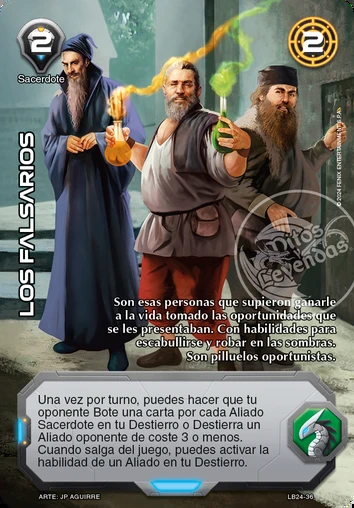 2
Sacerdote
2
LOS FALSARIOS
© 2024 FENIX ENTERTAINMENT S.P.A.
Mitos y
Leyendas
Son esas personas que supieron ganarle
a la vida tomado las oportunidades que
se les presentaban. Con habilidades para
escabullirse y robar en las sombras.
Son pilluelos oportunistas.
Una vez por turno, puedes hacer que tu
oponente Bote una carta por cada Aliado
Sacerdote en tu Destierro o Destierra un
Aliado oponente de coste 3 o menos.
Cuando salga del juego, puedes activar la
habilidad de un Aliado en tu Destierro.
ARTE: JP AGUIRRE
LB24-36